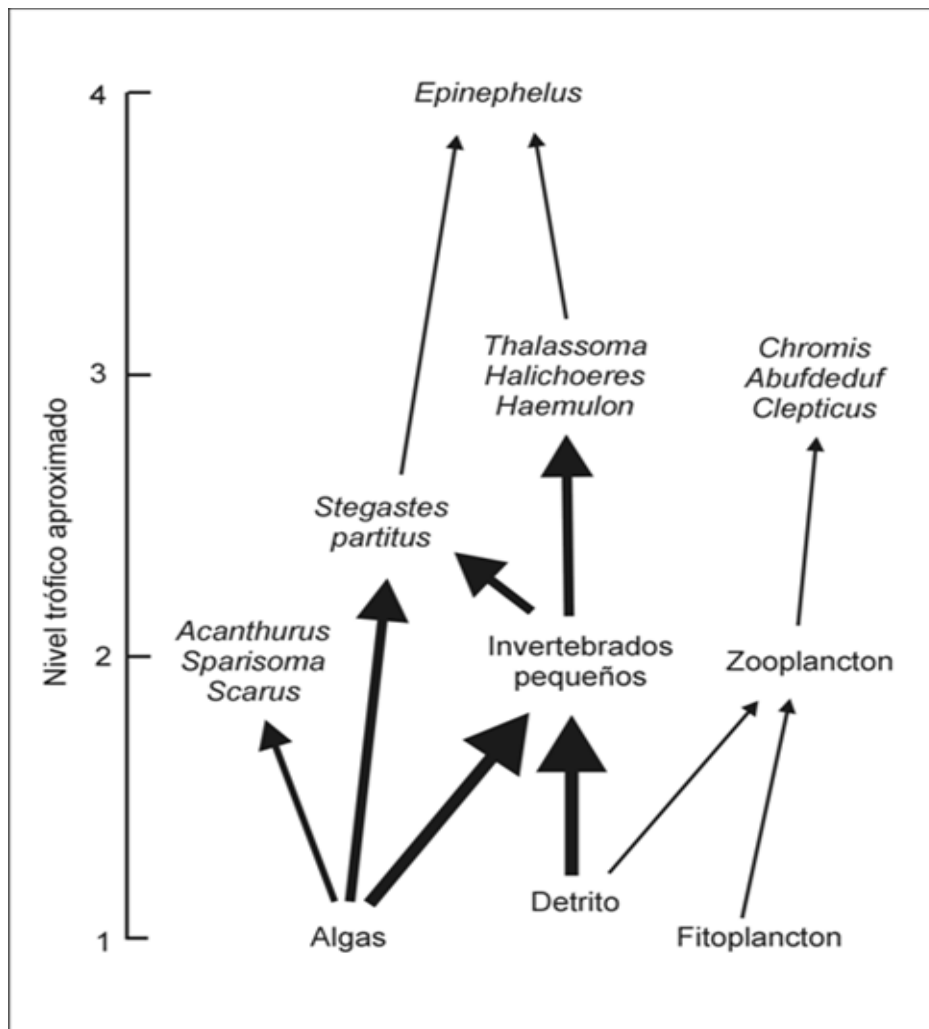 4
Epinephelus
Thalassoma
Halichoeres
Haemulon
Chromis
Abufdeduf
Clepticus
3
Nivel trófico aproximado
Stegastes
partitus
Acanthurus
Sparisoma
Scarus
Invertebrados
pequeños
Zooplancton
2
Detrito
Algas
Fitoplancton
1